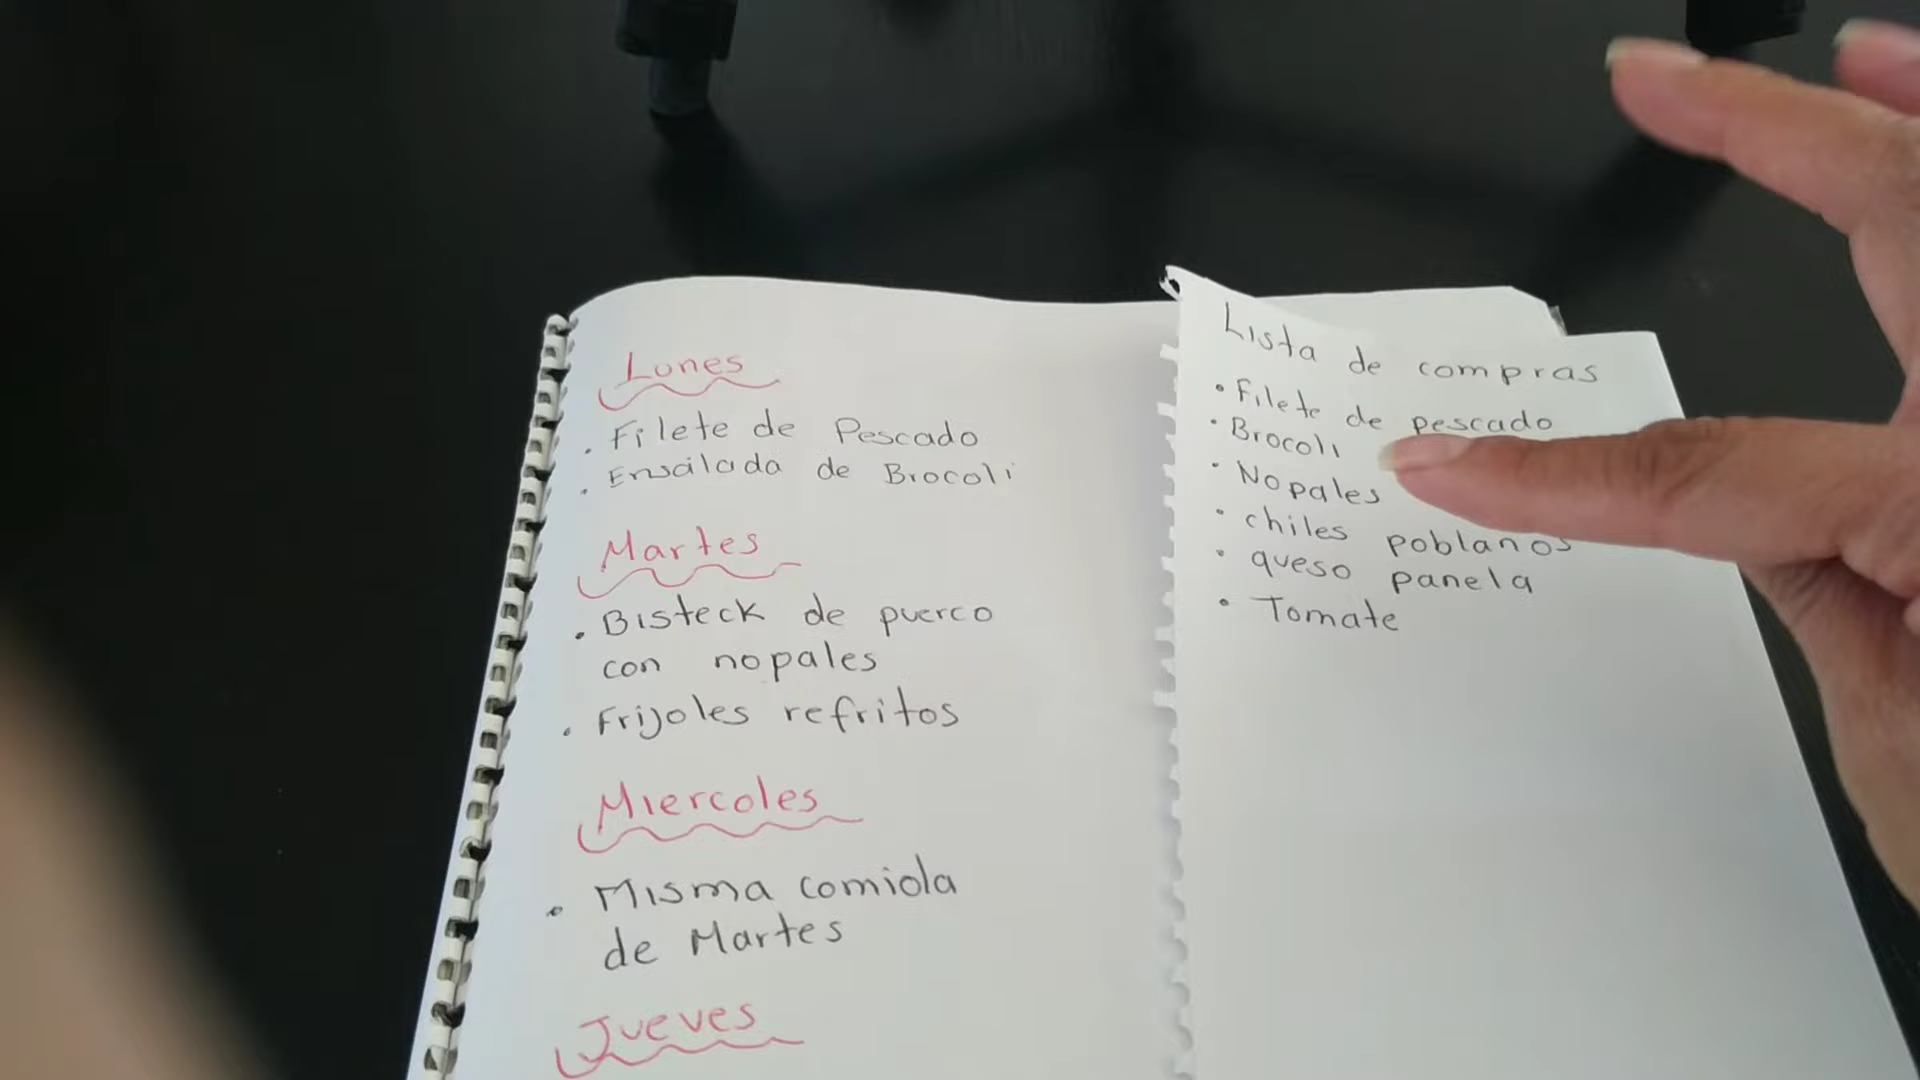 Lunes
. Filete de Pescado
. Ensalada de Brocoli
Martes
. Bisteck de puerco
con nopales
. Frijoles refritos
Miercoles
. Misma comida
de Martes
Jueves
Lista de compras
• Filete de pescado
• Brocoli
• Nopales
• chiles poblanos
• queso panela
• Tomate